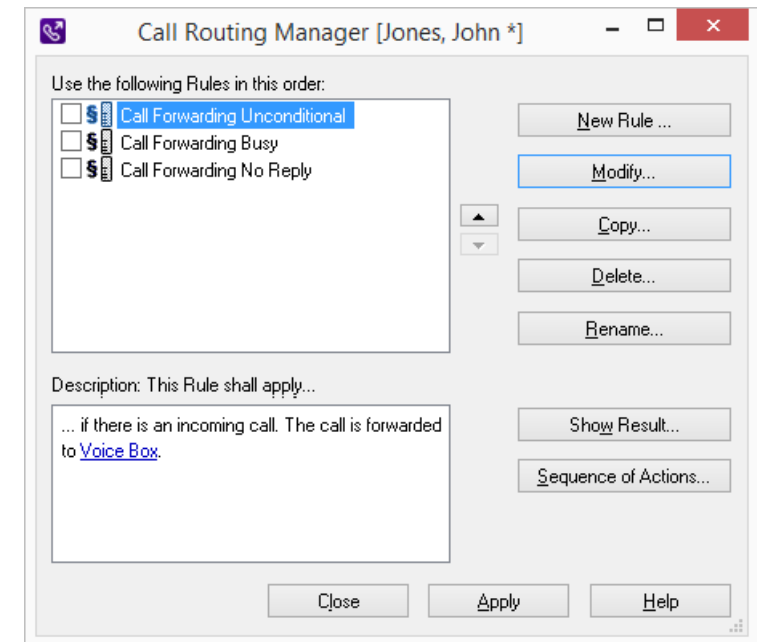 Call Routing Manager [Jones, John *]
Use the following Rules in this order:
Call Forwarding Unconditional
Call Forwarding Busy
Call Forwarding No Reply
New Rule ...
Modify...
Copy...
Delete...
Rename...
Description: This Rule shall apply...
... if there is an incoming call. The call is forwarded
to Voice Box.
Show Result...
Sequence of Actions...
Close
Apply
Help